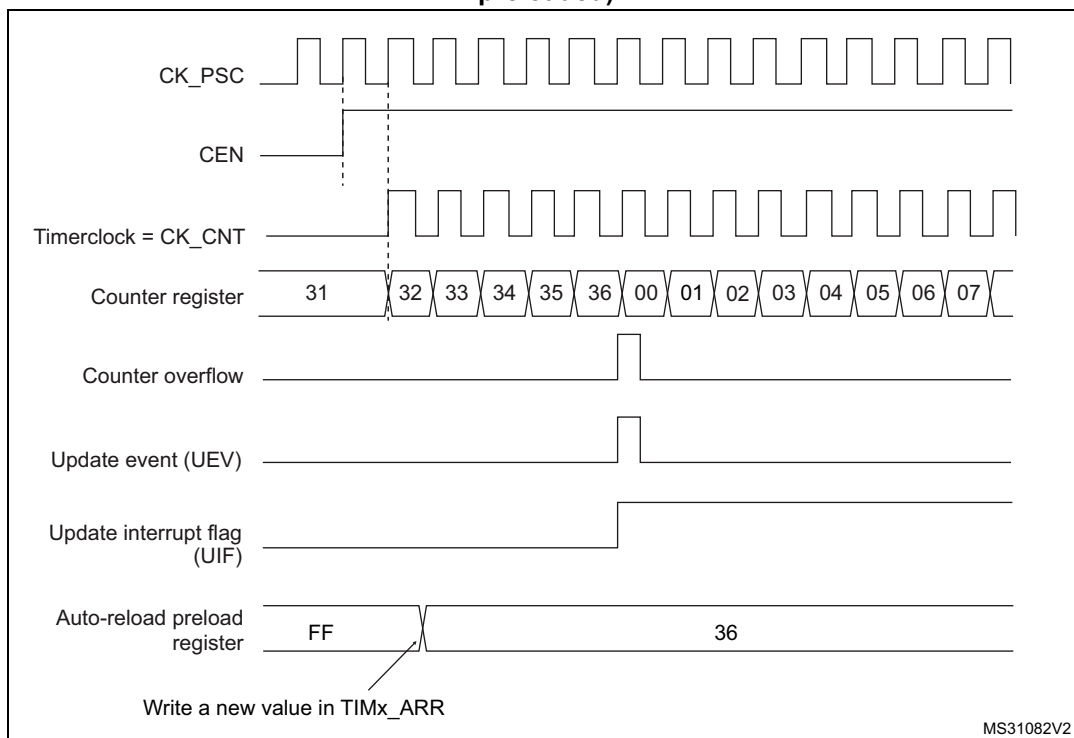 preloaded)
CK_PSC
CEN
Timerclock = CK_CNT
Counter register 31 32 33 34 35 36 00 01 02 03 04 05 06 07
Counter overflow
Update event (UEV)
Update interrupt flag
(UIF)
Auto-reload preload
register
FF 36
Write a new value in TIMx_ARR
MS31082V2